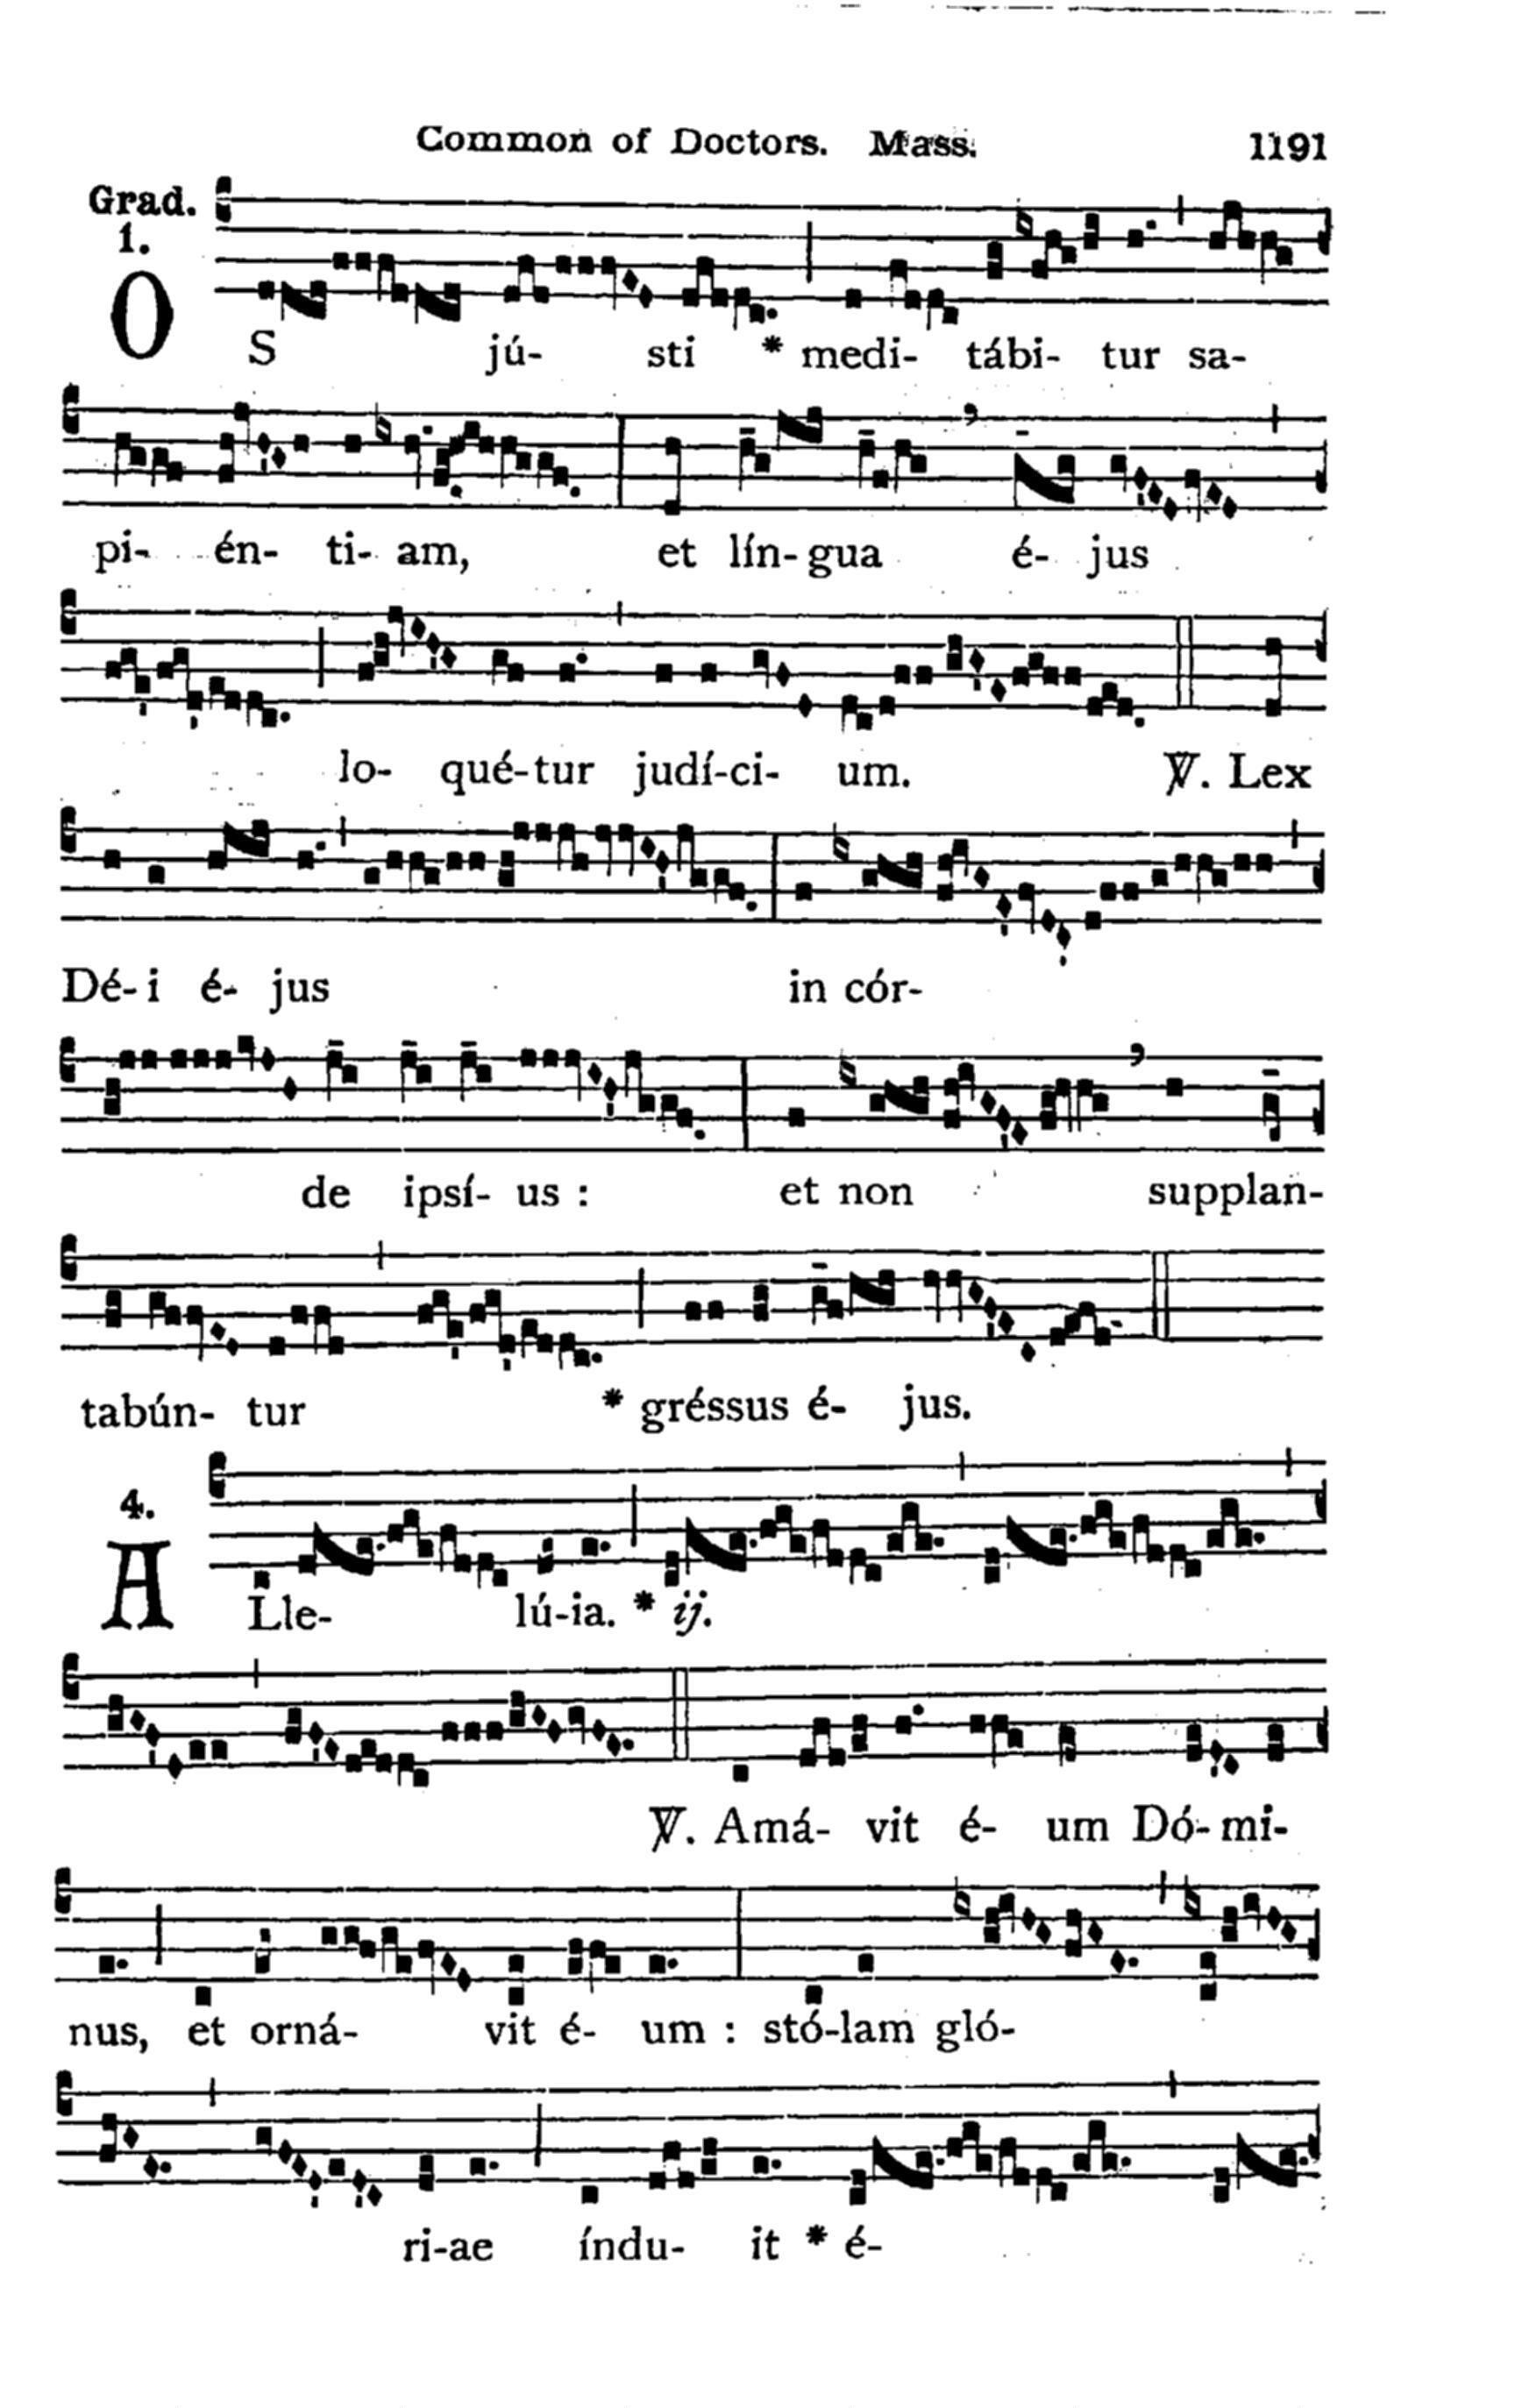 Common of Doctors. Mass. 1191
Grad.
1.
OS jú- sti * medi- tábi- tur sa-
pi- én- ti- am, et lín- gua é- jus
lo- qué-tur judí-ci- um. ℣. Lex
Dé- i é- jus in cór-
de ipsí- us : et non supplan-
tabún- tur * gréssus é- jus.
4.
ALle- lú-ia. * ij.
℣. Amá- vit é- um Dó- mi-
nus, et orná- vit é- um : stó-lam gló-
ri-ae índu- it * é-